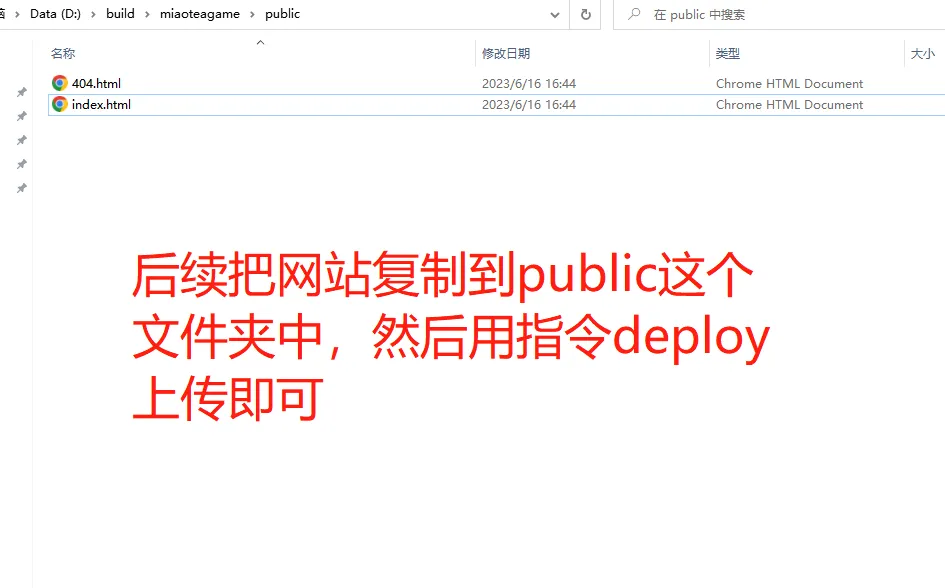 Data (D:) › build › miaoteagame › public
在 public 中搜索
名称 修改日期 类型 大小
404.html 2023/6/16 16:44 Chrome HTML Document
index.html 2023/6/16 16:44 Chrome HTML Document
后续把网站复制到public这个
文件夹中，然后用指令deploy
上传即可